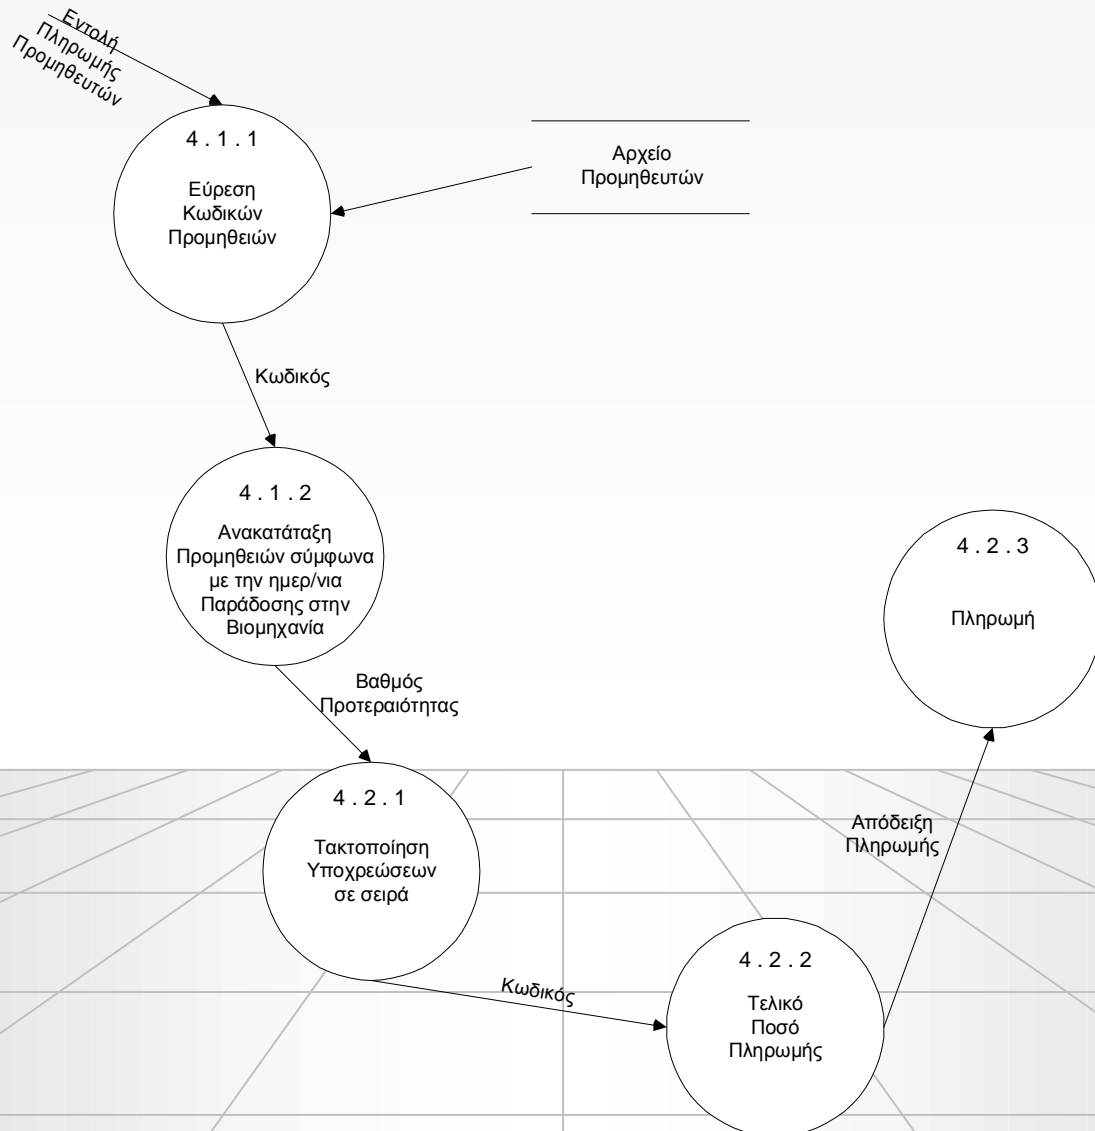 Εντολή
Πληρωμής
Προμηθευτών
4.1.1
Εύρεση
Κωδικών
Προμηθειών
Αρχείο
Προμηθευτών
Κωδικός
4.1.2
Ανακατάταξη
Προμηθειών σύμφωνα
με την ημερ/νια
Παράδοσης στην
Βιομηχανία
4.2.3
Πληρωμή
Βαθμός
Προτεραιότητας
4.2.1
Τακτοποίηση
Υποχρεώσεων
σε σειρά
Απόδειξη
Πληρωμής
Κωδικός
4.2.2
Τελικό
Ποσό
Πληρωμής